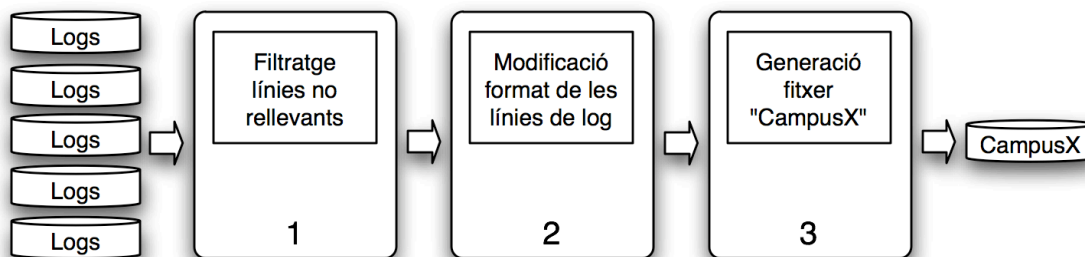 Logs
Logs
Logs
Logs
Logs
Filtratge
línies no
rellevants
1
Modificació
format de les
línies de log
2
Generació
fitxer
"CampusX"
3
CampusX